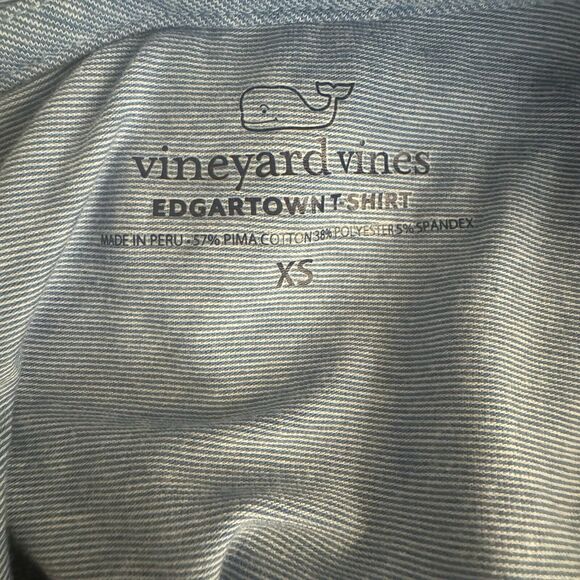 vineyard vines
EDGARTOWN T-SHIRT
MADE IN PERU • 57% PIMA COTTON 38% POLYESTER 5% SPANDEX
XS